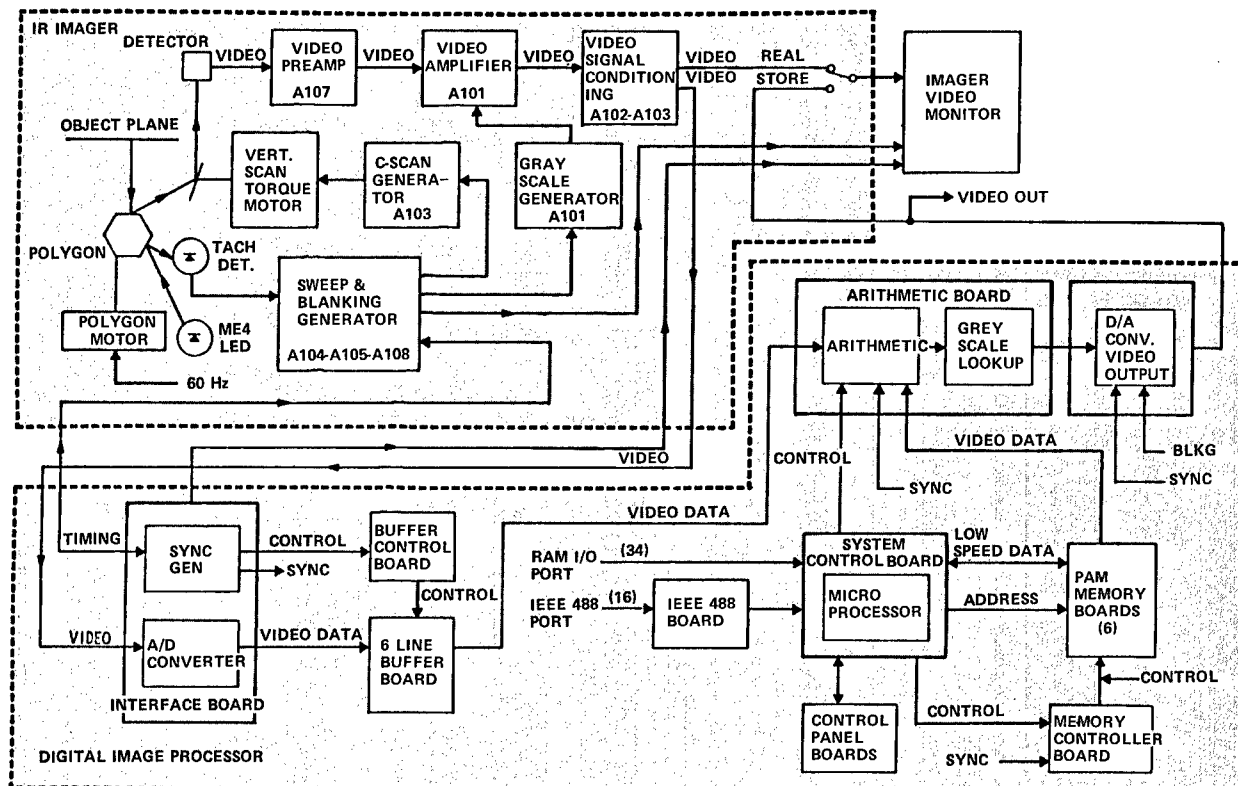 IR IMAGER
DETECTOR
VIDEO
VIDEO
PREAMP
A107
VIDEO
VIDEO
AMPLIFIER
A101
VIDEO
VIDEO
SIGNAL
CONDITION
ING
A102-A103
VIDEO
VIDEO
REAL
STORE
IMAGER
VIDEO
MONITOR
OBJECT PLANE
VERT.
SCAN
TORQUE
MOTOR
C-SCAN
GENERA-
TOR
A103
GRAY
SCALE
GENERATOR
A101
VIDEO OUT
POLYGON
TACH
DET.
SWEEP &
BLANKING
GENERATOR
A104-A105-A108
POLYGON
MOTOR
ME4
LED
60 Hz
ARITHMETIC BOARD
ARITHMETIC
GREY
SCALE
LOOKUP
D/A
CONV.
VIDEO
OUTPUT
VIDEO
CONTROL
VIDEO DATA
BLKG
SYNC
SYNC
TIMING
SYNC
GEN
CONTROL
SYNC
BUFFER
CONTROL
BOARD
CONTROL
VIDEO DATA
RAM I/O
PORT
(34)
SYSTEM
CONTROL BOARD
MICRO
PROCESSOR
LOW
SPEED DATA
PAM
MEMORY
BOARDS
(6)
IEEE 488
PORT
(16)
IEEE 488
BOARD
ADDRESS
VIDEO
A/D
CONVERTER
VIDEO DATA
6 LINE
BUFFER
BOARD
INTERFACE BOARD
CONTROL
CONTROL
PANEL
BOARDS
CONTROL
MEMORY
CONTROLLER
BOARD
SYNC
DIGITAL IMAGE PROCESSOR